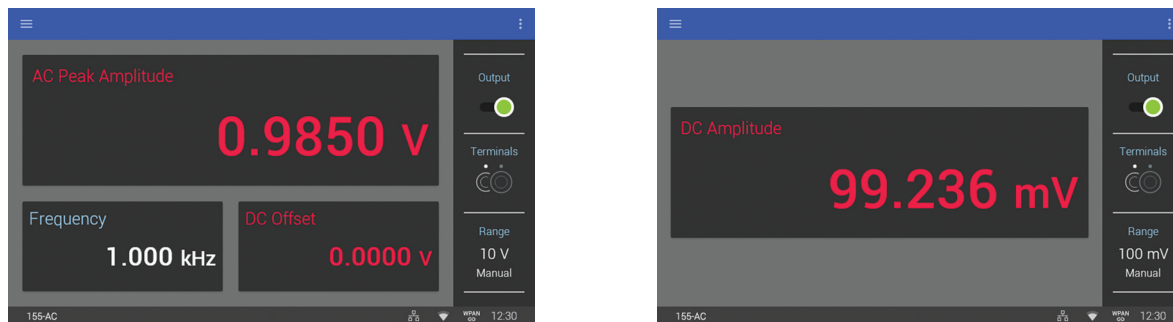 AC Peak Amplitude
0.9850 V
Frequency
1.000 kHz
DC Offset
0.0000 V
Output
Terminals
Range
10 V
Manual
155-AC
WPAN
12:30
DC Amplitude
99.236 mV
Output
Terminals
Range
100 mV
Manual
155-AC
WPAN
12:30